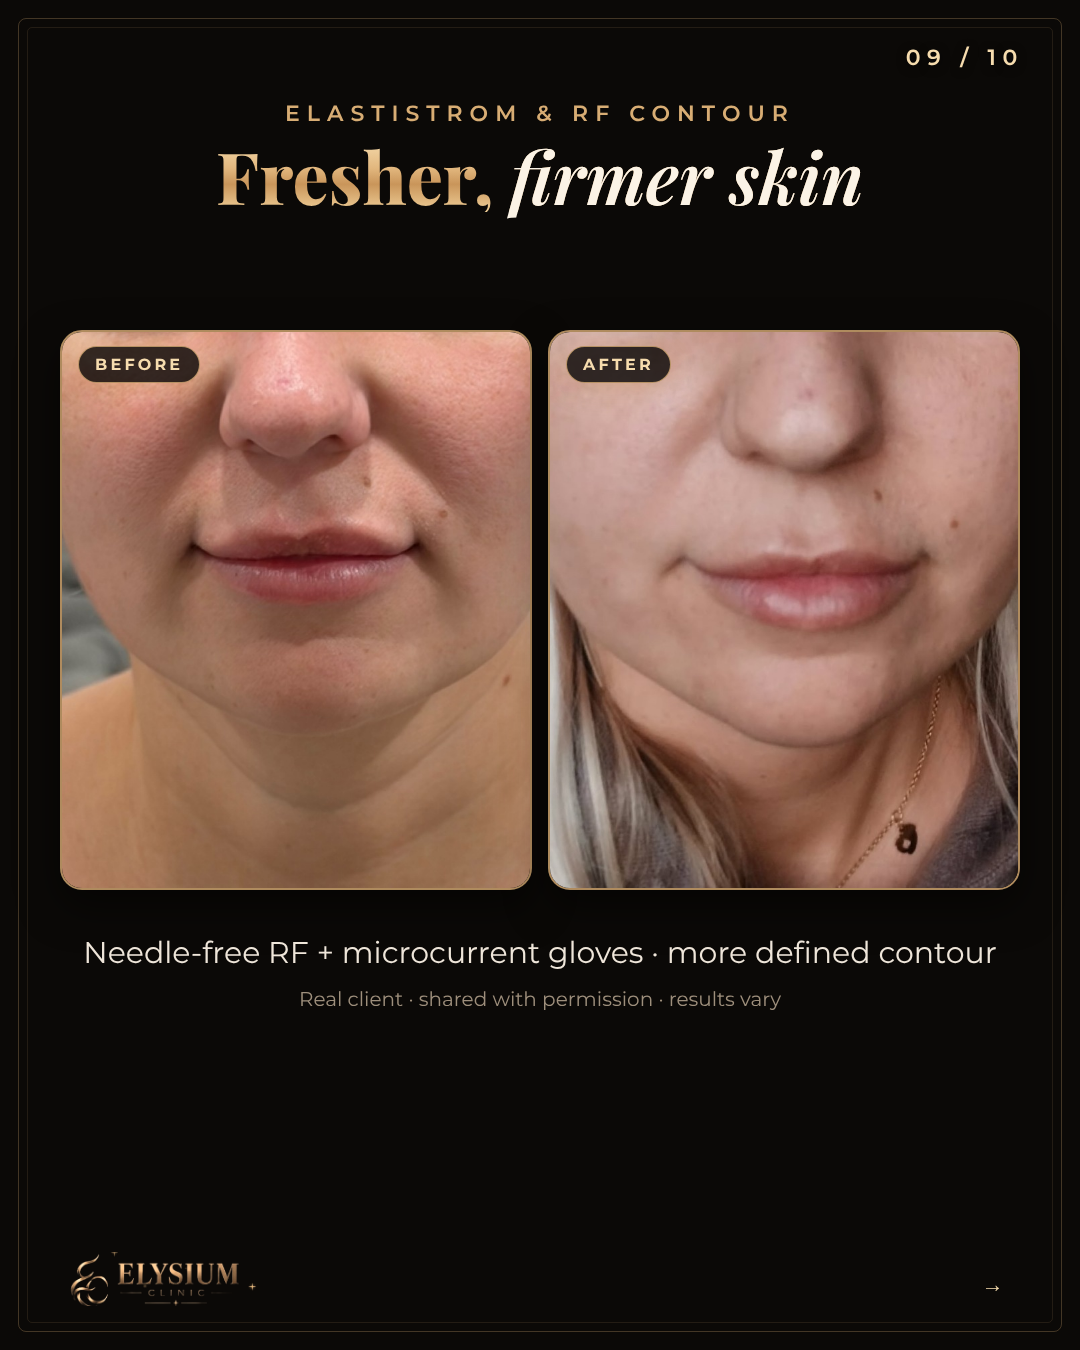 09 / 10
ELASTISTROM & RF CONTOUR
Fresher, firmer skin
BEFORE
AFTER
Needle-free RF + microcurrent gloves · more defined contour
Real client · shared with permission · results vary
ELYSIUM
CLINIC
→